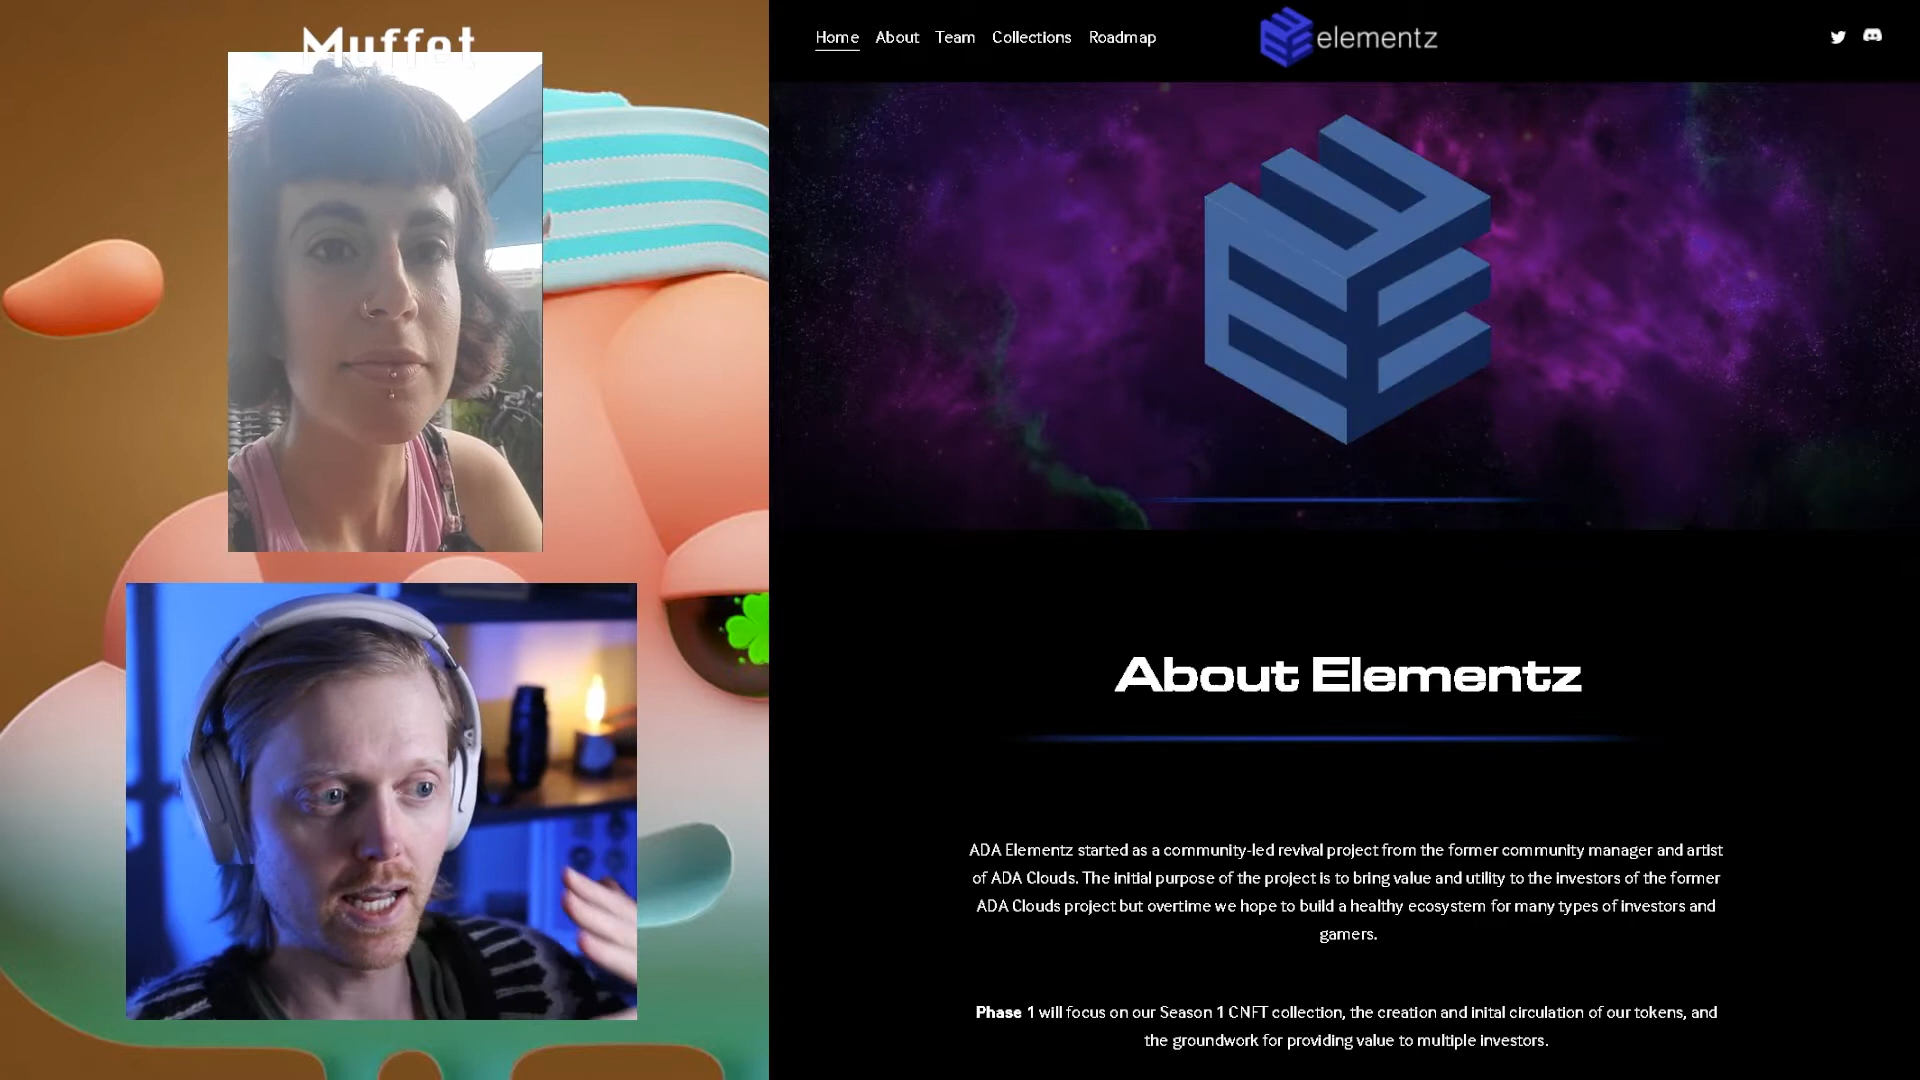 Muffet
Home About Team Collections Roadmap
elementz
About Elementz
ADA Elementz started as a community-led revival project from the former community manager and artist
of ADA Clouds. The initial purpose of the project is to bring value and utility to the investors of the former
ADA Clouds project but overtime we hope to build a healthy ecosystem for many types of investors and
gamers.
Phase 1 will focus on our Season 1 CNFT collection, the creation and inital circulation of our tokens, and
the groundwork for providing value to multiple investors.